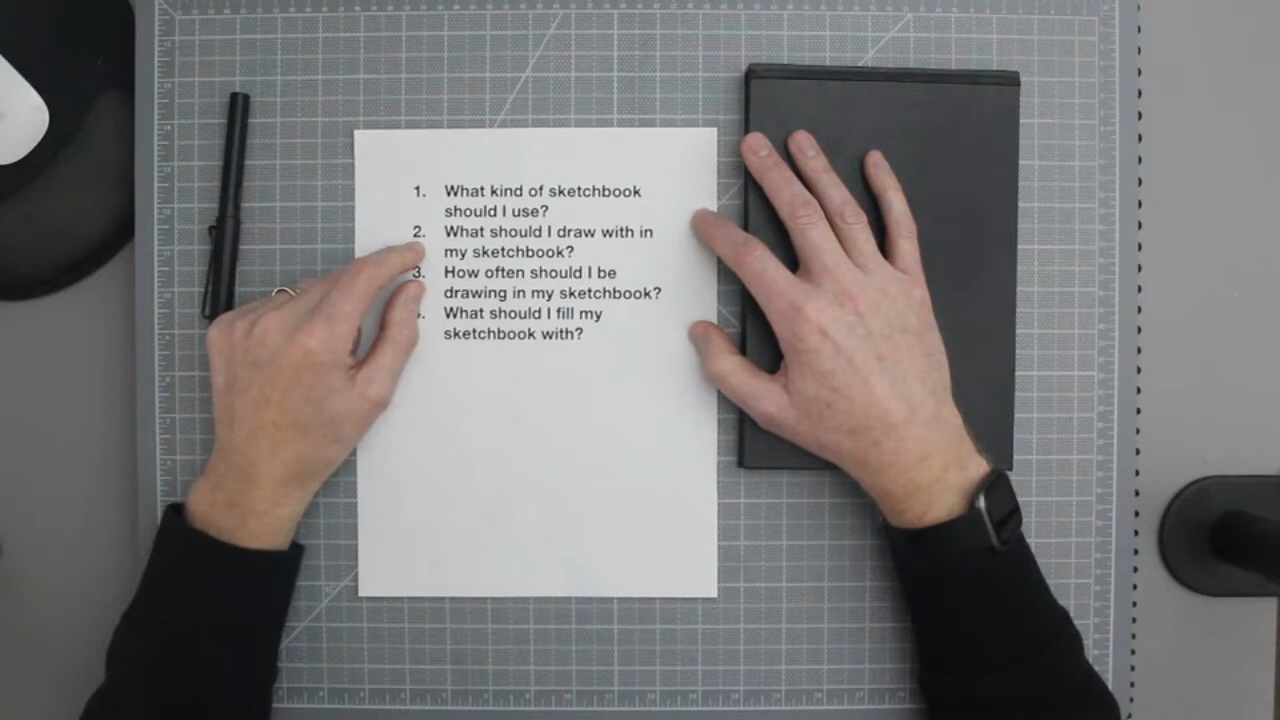 1. What kind of sketchbook
should I use?
2. What should I draw with in
my sketchbook?
3. How often should I be
drawing in my sketchbook?
. What should I fill my
sketchbook with?